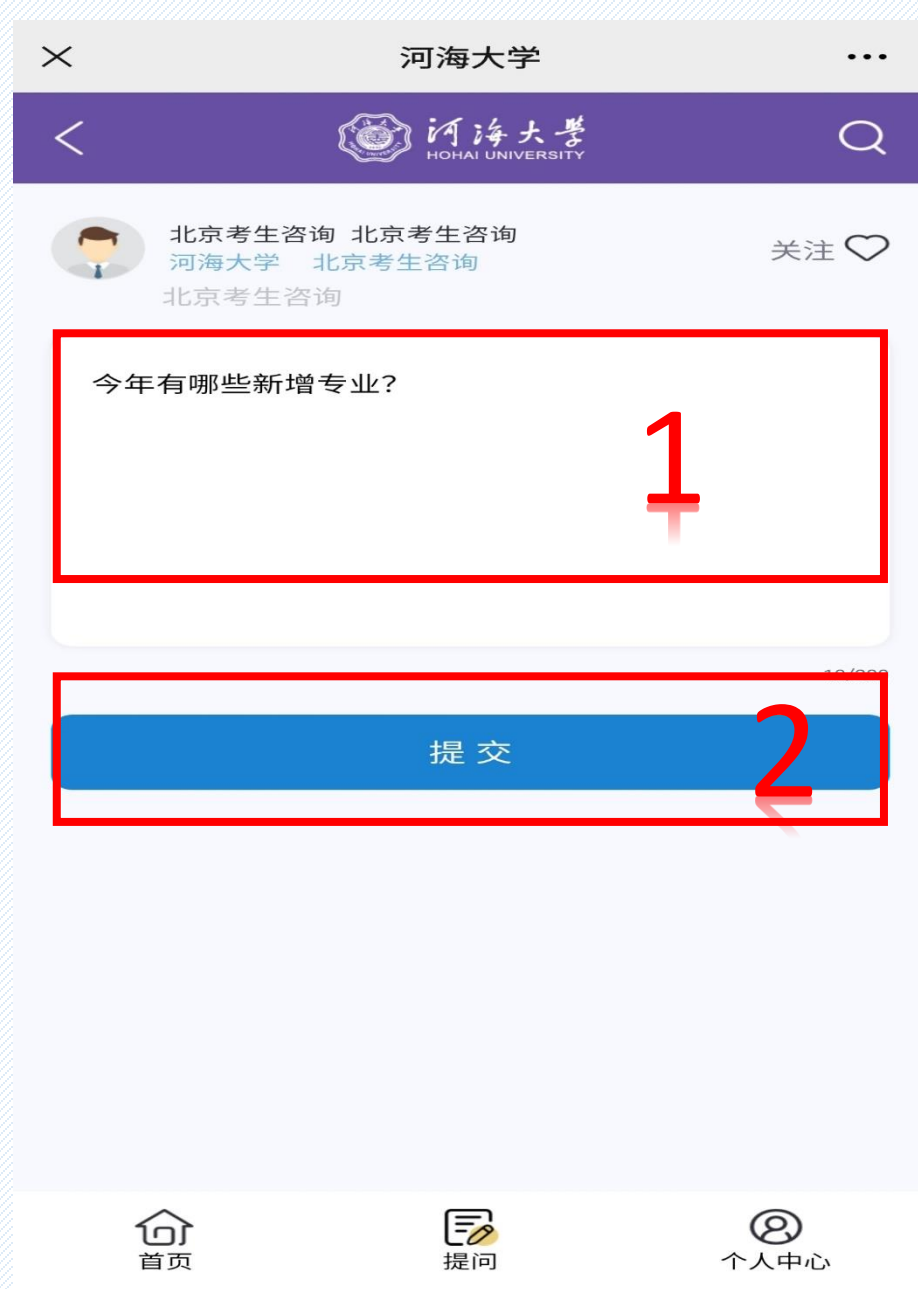 河海大学
河海大学
HOHAI UNIVERSITY
北京考生咨询 北京考生咨询
关注
河海大学 北京考生咨询
北京考生咨询
今年有哪些新增专业?
1
提交
2
首页
提问
个人中心